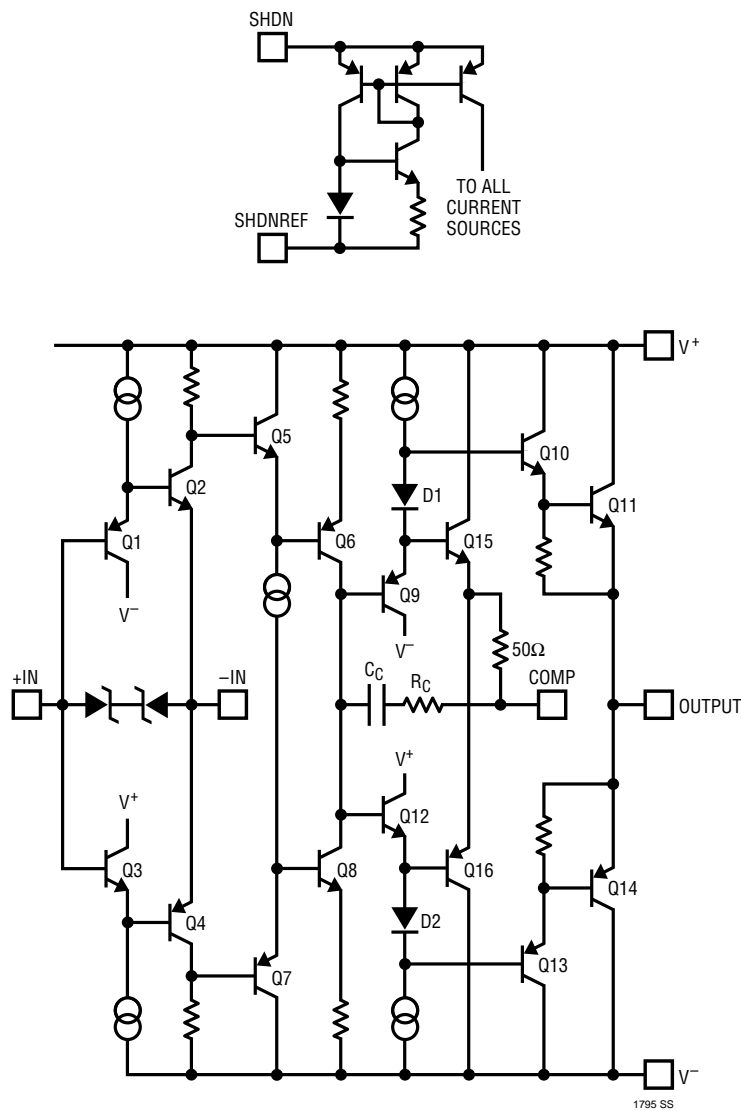 SHDN
TO ALL
CURRENT
SOURCES
SHDNREF
V+
Q5
Q10
Q2
D1
Q11
Q1
Q6
Q15
V−
Q9
V−
50Ω
+IN
−IN
CC
RC
COMP
OUTPUT
V+
V+
Q12
Q3
Q8
Q16
Q14
Q4
D2
Q7
Q13
V−
1795 SS